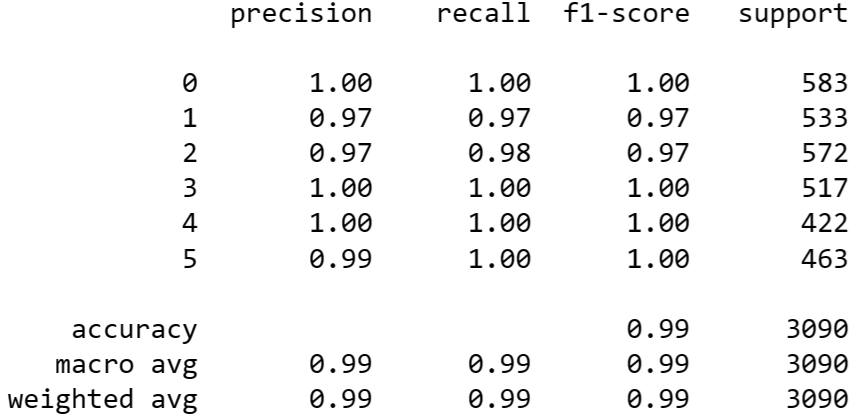 precision recall f1-score support
0 1.00 1.00 1.00 583
1 0.97 0.97 0.97 533
2 0.97 0.98 0.97 572
3 1.00 1.00 1.00 517
4 1.00 1.00 1.00 422
5 0.99 1.00 1.00 463
accuracy 0.99 3090
macro avg 0.99 0.99 0.99 3090
weighted avg 0.99 0.99 0.99 3090